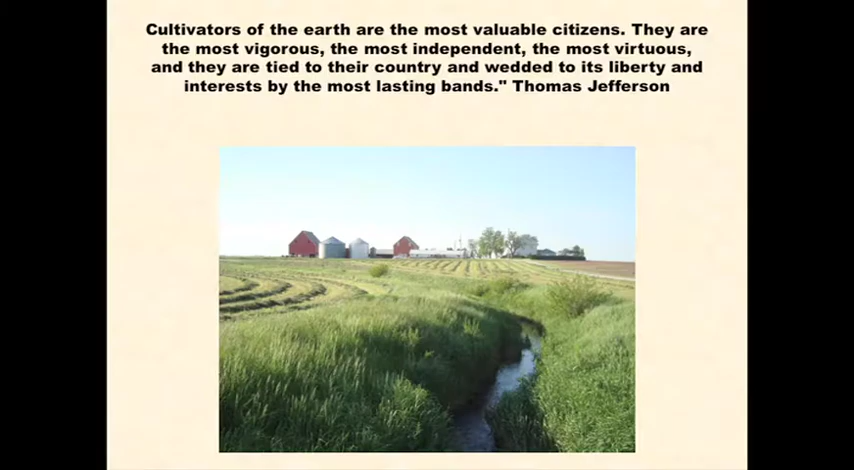 Cultivators of the earth are the most valuable citizens. They are
the most vigorous, the most independent, the most virtuous,
and they are tied to their country and wedded to its liberty and
interests by the most lasting bands." Thomas Jefferson